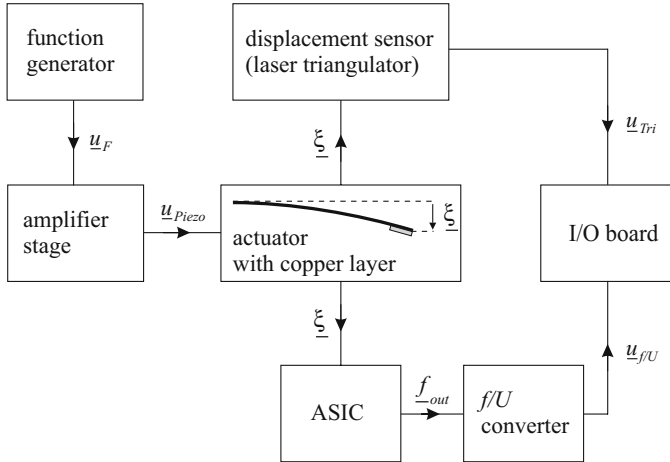 function
generator
displacement sensor
(laser triangulator)
u_F
ξ
u_Tri
amplifier
stage
u_Piezo
ξ
actuator
with copper layer
I/O board
ξ
u_f/U
ASIC
f_out
f/U
converter